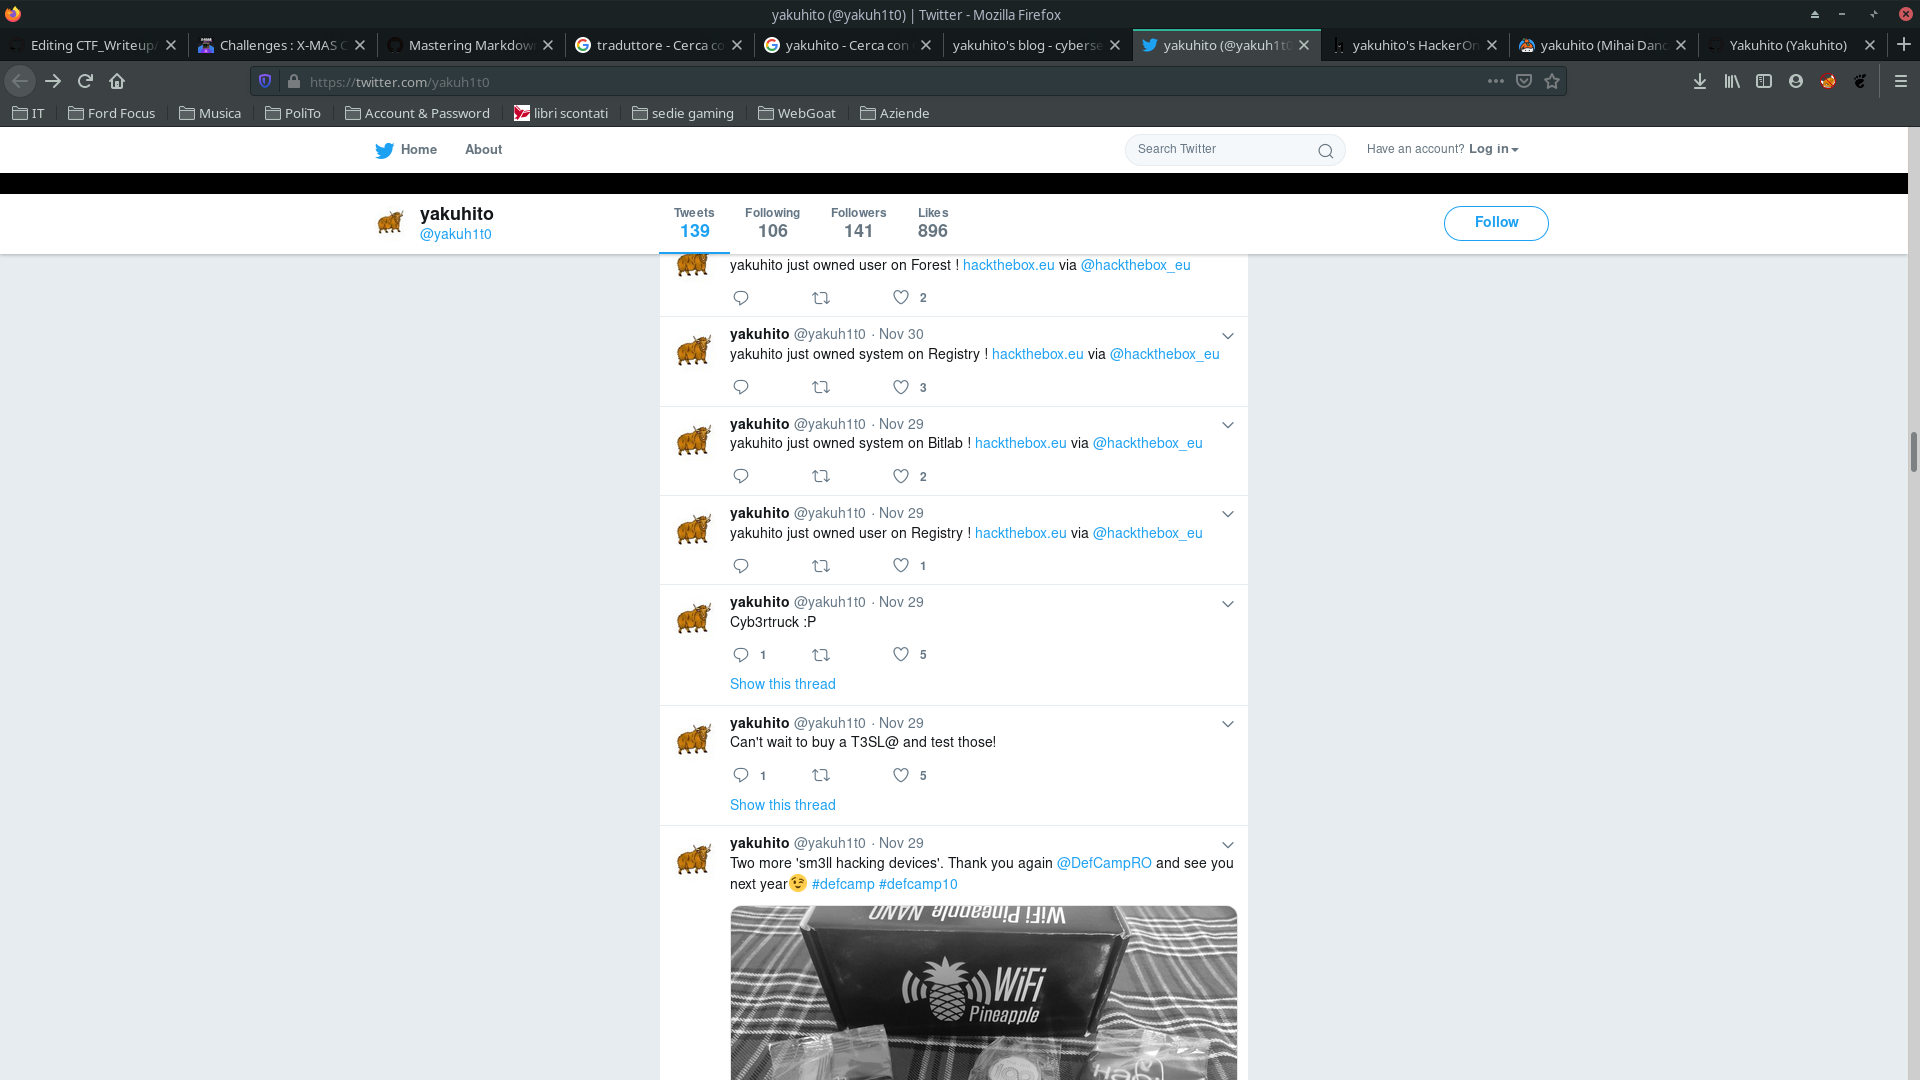 yakuhito (@yakuh1t0) | Twitter - Mozilla Firefox
Editing CTF_Writeup/
Challenges : X-MAS C
Mastering Markdown
traduttore - Cerca co
yakuhito - Cerca con
yakuhito's blog - cyberse
yakuhito (@yakuh1t0
yakuhito's HackerOn
yakuhito (Mihai Danc
Yakuhito (Yakuhito)
https://twitter.com/yakuh1t0
IT
Ford Focus
Musica
PoliTo
Account & Password
libri scontati
sedie gaming
WebGoat
Aziende
Home
About
Search Twitter
Have an account? Log in
yakuhito
@yakuh1t0
Tweets
139
Following
106
Followers
141
Likes
896
Follow
yakuhito just owned user on Forest ! hackthebox.eu via @hackthebox_eu
2
yakuhito @yakuh1t0 · Nov 30
yakuhito just owned system on Registry ! hackthebox.eu via @hackthebox_eu
3
yakuhito @yakuh1t0 · Nov 29
yakuhito just owned system on Bitlab ! hackthebox.eu via @hackthebox_eu
2
yakuhito @yakuh1t0 · Nov 29
yakuhito just owned user on Registry ! hackthebox.eu via @hackthebox_eu
1
yakuhito @yakuh1t0 · Nov 29
Cyb3rtruck :P
1 5
Show this thread
yakuhito @yakuh1t0 · Nov 29
Can't wait to buy a T3SL@ and test those!
1 5
Show this thread
yakuhito @yakuh1t0 · Nov 29
Two more 'sm3ll hacking devices'. Thank you again @DefCampRO and see you
next year😉 #defcamp #defcamp10
WiFi Pineapple NANO
WiFi
Pineapple